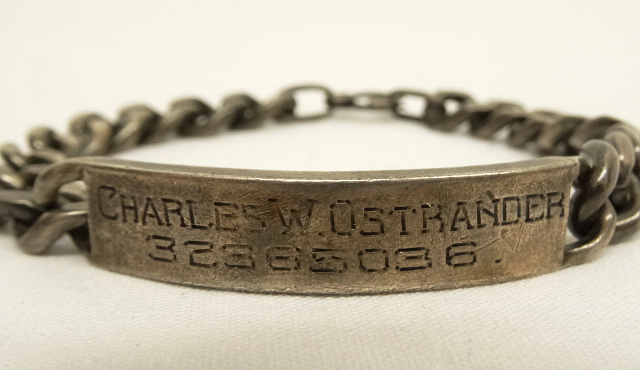 CHARLES W OSTRANDER
32365036.